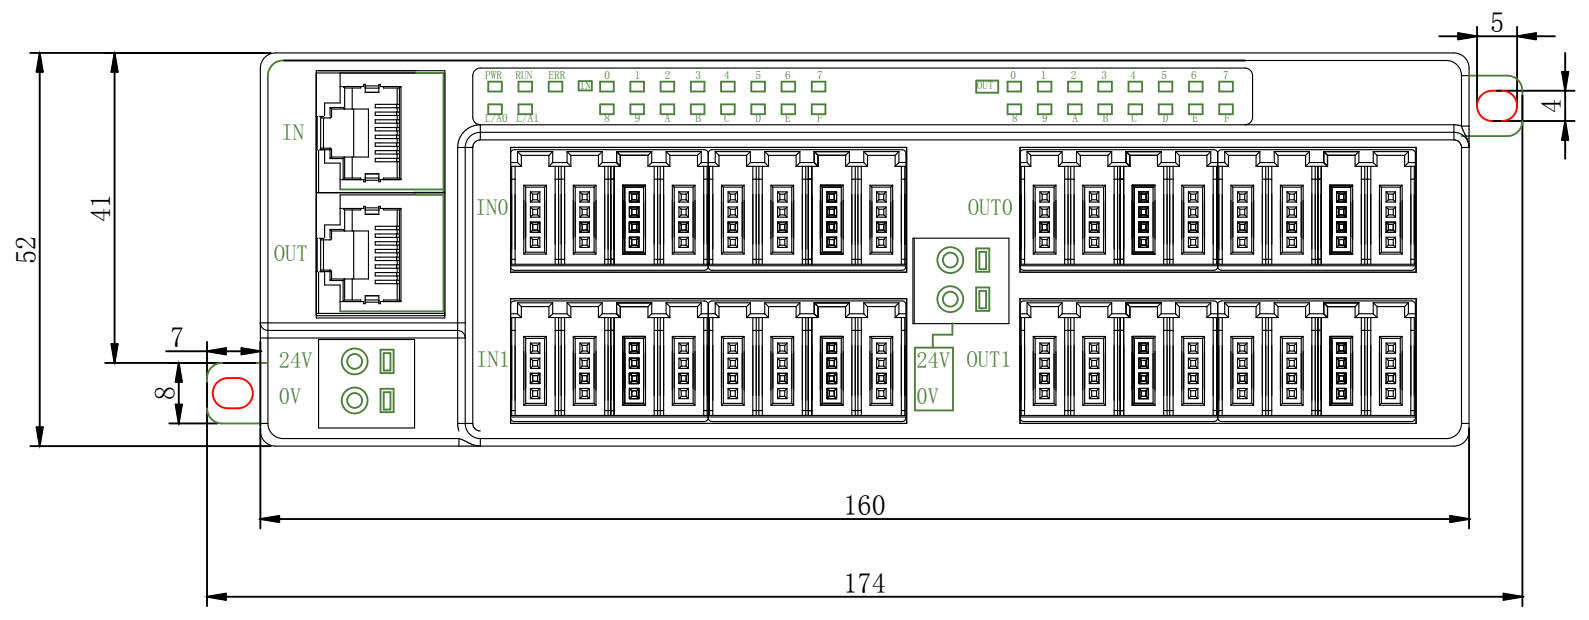 5
PWR RUN ERR IN 0 1 2 3 4 5 6 7 OUT 0 1 2 3 4 5 6 7
L/A0 L/A1 8 9 A B C D E F 8 9 A B C D E F
4
IN
41
IN0 OUT0
52
OUT
7
24V IN1 24V OUT1
8 0V 0V
160
174